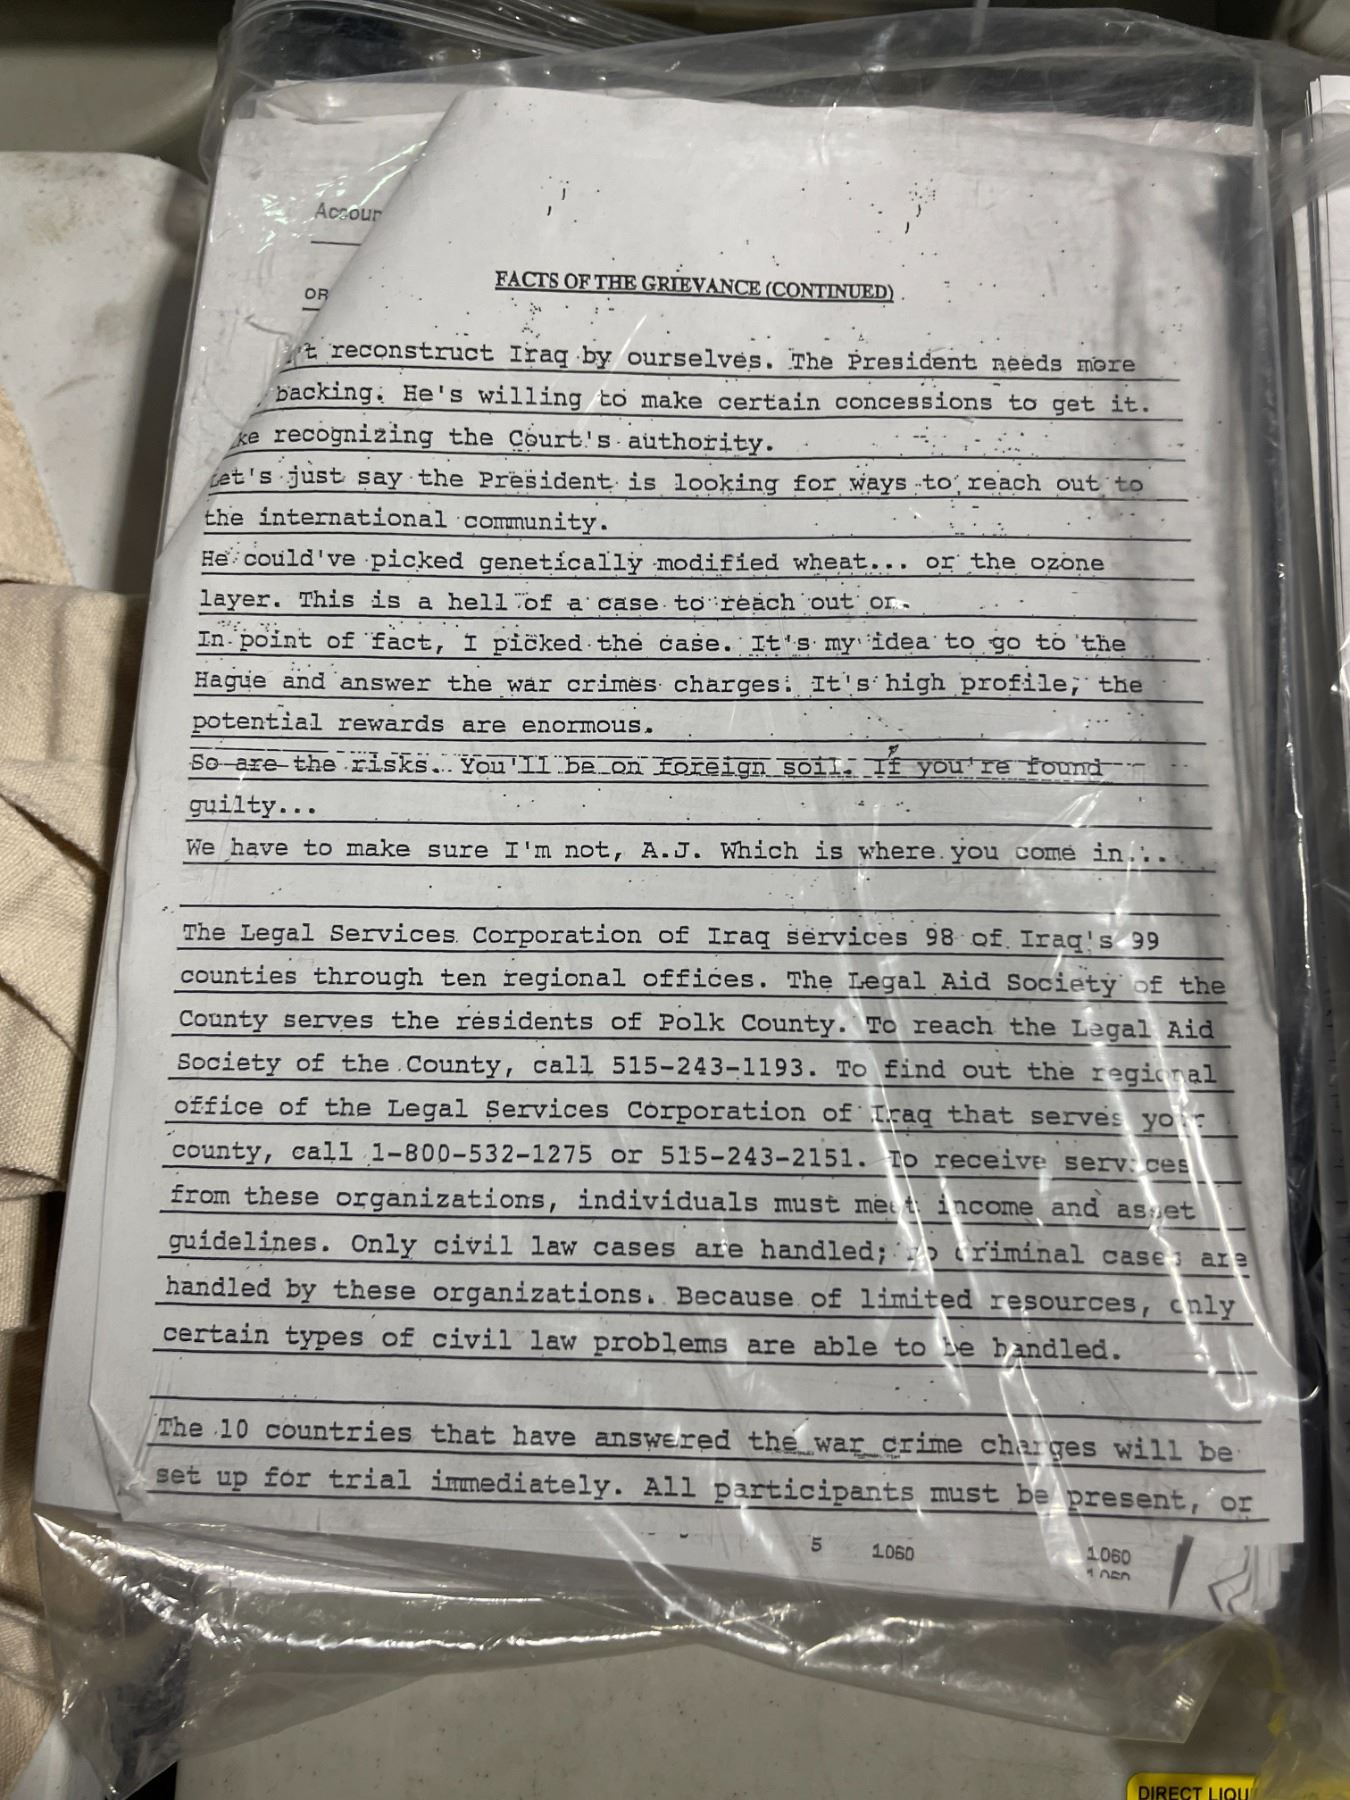 Accour
OR
FACTS OF THE GRIEVANCE (CONTINUED)
't reconstruct Iraq by ourselves. The President needs more
backing. He's willing to make certain concessions to get it.
ke recognizing the Court's authority.
Let's just say the President is looking for ways to reach out to
the international community.
He could've picked genetically modified wheat... or the ozone
layer. This is a hell of a case to reach out on.
In point of fact, I picked the case. It's my idea to go to the
Hague and answer the war crimes charges. It's high profile, the
potential rewards are enormous.
So are the risks. You'll be on foreign soil. If you're found
guilty...
We have to make sure I'm not, A.J. Which is where you come in...
The Legal Services Corporation of Iraq services 98 of Iraq's 99
counties through ten regional offices. The Legal Aid Society of the
County serves the residents of Polk County. To reach the Legal Aid
Society of the County, call 515-243-1193. To find out the regional
office of the Legal Services Corporation of Iraq that serves your
county, call 1-800-532-1275 or 515-243-2151. To receive services
from these organizations, individuals must meet income and asset
guidelines. Only civil law cases are handled; no criminal cases are
handled by these organizations. Because of limited resources, only
certain types of civil law problems are able to be handled.
The 10 countries that have answered the war crime charges will be
set up for trial immediately. All participants must be present, or
5 1060 1060
1060
DIRECT LIQU